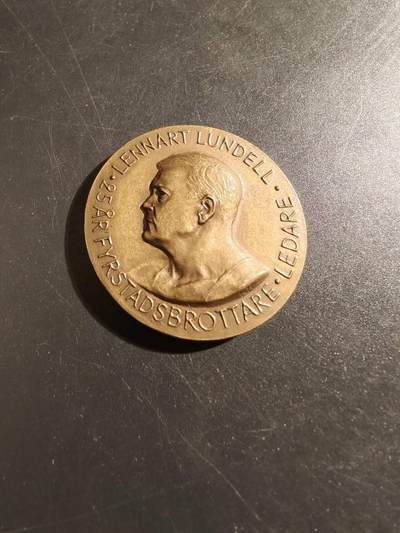 LENNART LUNDELL · LEDARE ·
25 ÅR FYRSTADSBROTTARE ·